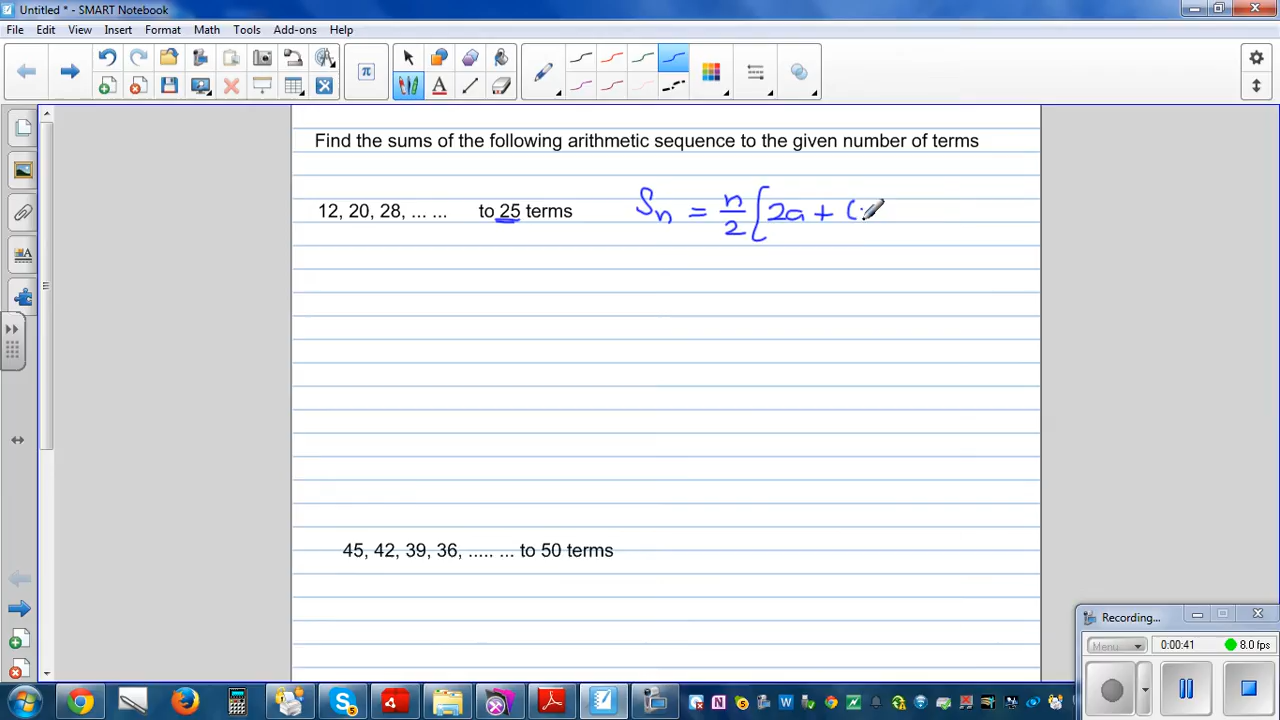 Untitled * - SMART Notebook
File Edit View Insert Format Math Tools Add-ons Help
π
A
Find the sums of the following arithmetic sequence to the given number of terms
12, 20, 28, ... ... to 25 terms Sn = n/2 [2a + (
45, 42, 39, 36, ..... ... to 50 terms
Recording...
Menu 0:00:41 8.0 fps